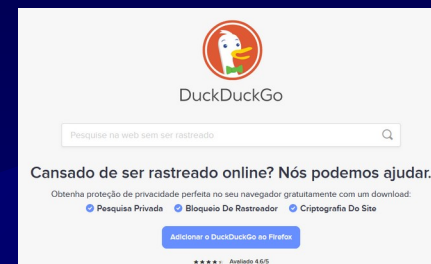 DuckDuckGo
Pesquise na web sem ser rastreado
Cansado de ser rastreado online? Nós podemos ajudar.
Obtenha proteção de privacidade perfeita no seu navegador gratuitamente com um download:
Pesquisa Privada Bloqueio De Rastreador Criptografia Do Site
Adicionar o DuckDuckGo ao Firefox
Avaliado 4.6/5